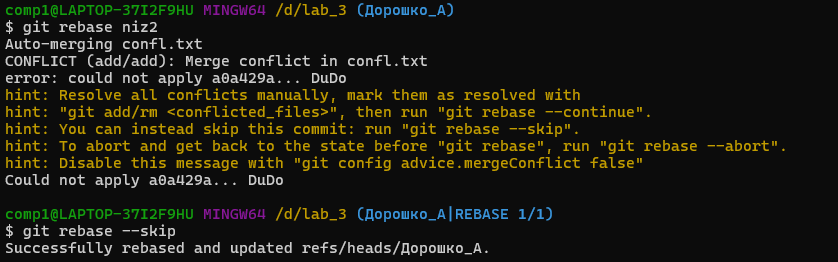 comp1@LAPTOP-37I2F9HU MINGW64 /d/lab_3 (Дорошко_А)
$ git rebase niz2
Auto-merging confl.txt
CONFLICT (add/add): Merge conflict in confl.txt
error: could not apply a0a429a... DuDo
hint: Resolve all conflicts manually, mark them as resolved with
hint: "git add/rm <conflicted_files>", then run "git rebase --continue".
hint: You can instead skip this commit: run "git rebase --skip".
hint: To abort and get back to the state before "git rebase", run "git rebase --abort".
hint: Disable this message with "git config advice.mergeConflict false"
Could not apply a0a429a... DuDo
comp1@LAPTOP-37I2F9HU MINGW64 /d/lab_3 (Дорошко_А|REBASE 1/1)
$ git rebase --skip
Successfully rebased and updated refs/heads/Дорошко_А.